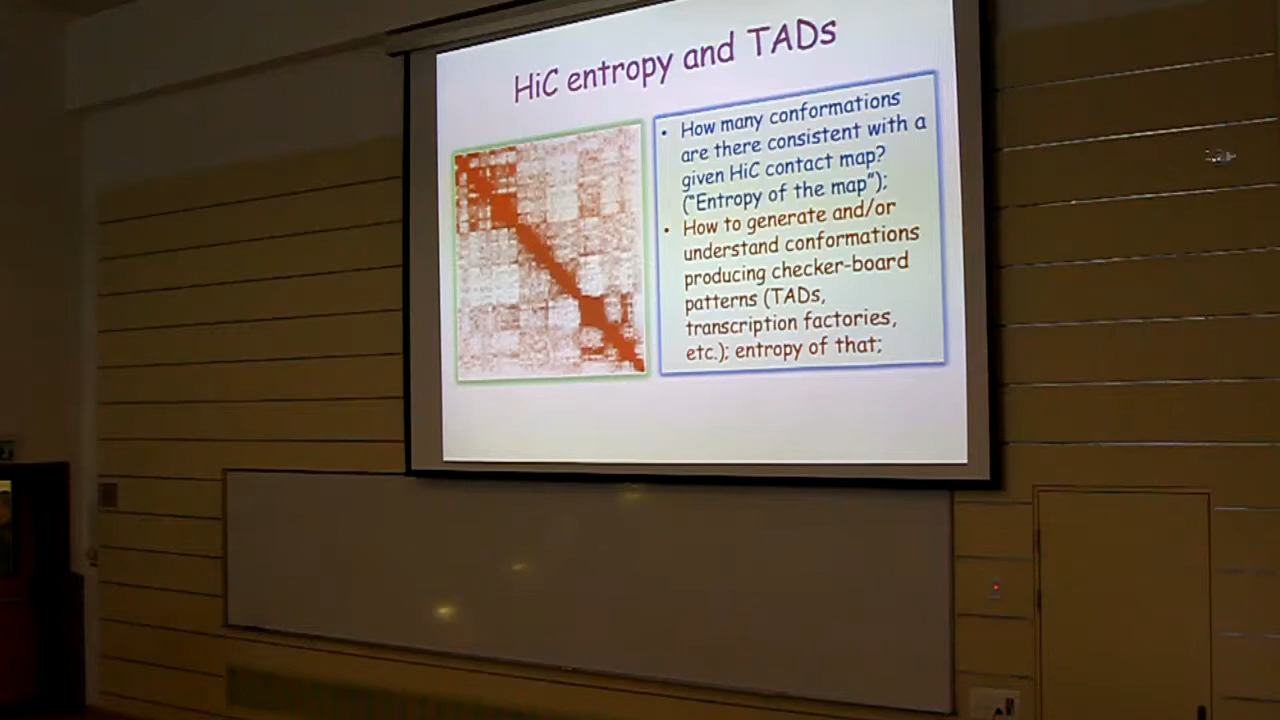 HiC entropy and TADs
• How many conformations
are there consistent with a
given HiC contact map?
("Entropy of the map");
• How to generate and/or
understand conformations
producing checker-board
patterns (TADs,
transcription factories,
etc.); entropy of that;